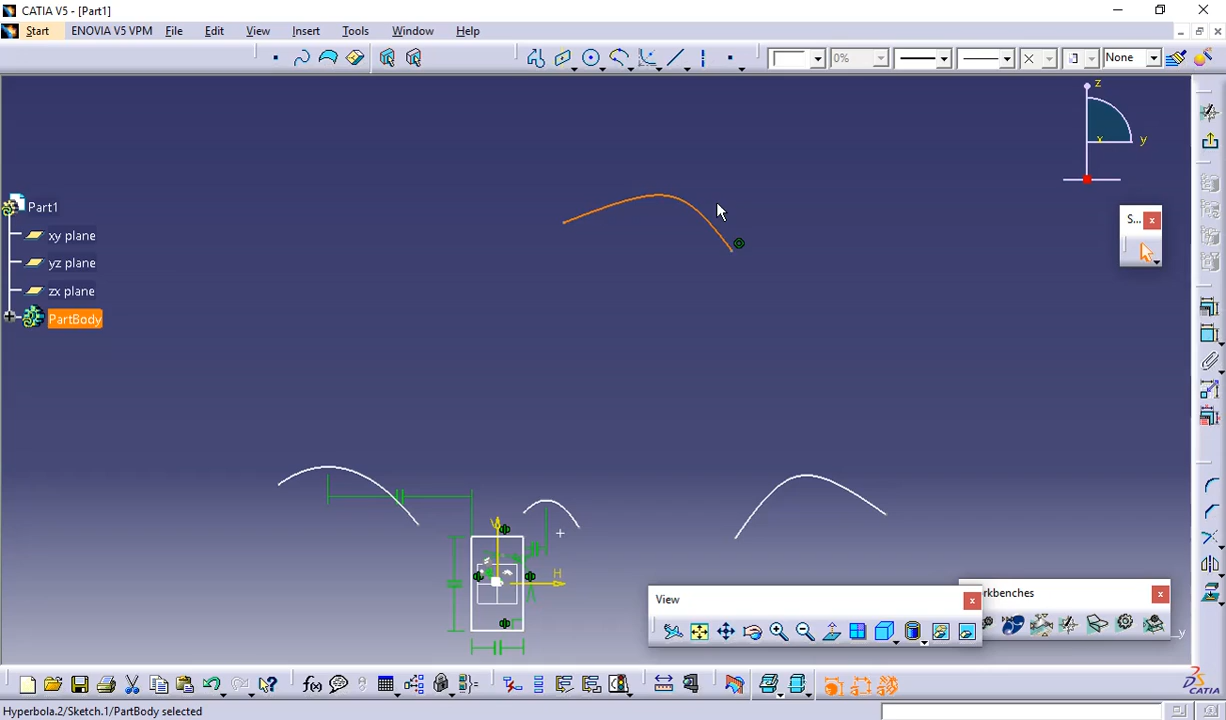 CATIA V5 - [Part1]
Start ENOVIA V5 VPM File Edit View Insert Tools Window Help
0% None
z
x y
Part1
xy plane
yz plane
zx plane
PartBody
S...
V
H
View
rkbenches
y
f(x)
CATIA
Hyperbola.2/Sketch.1/PartBody selected